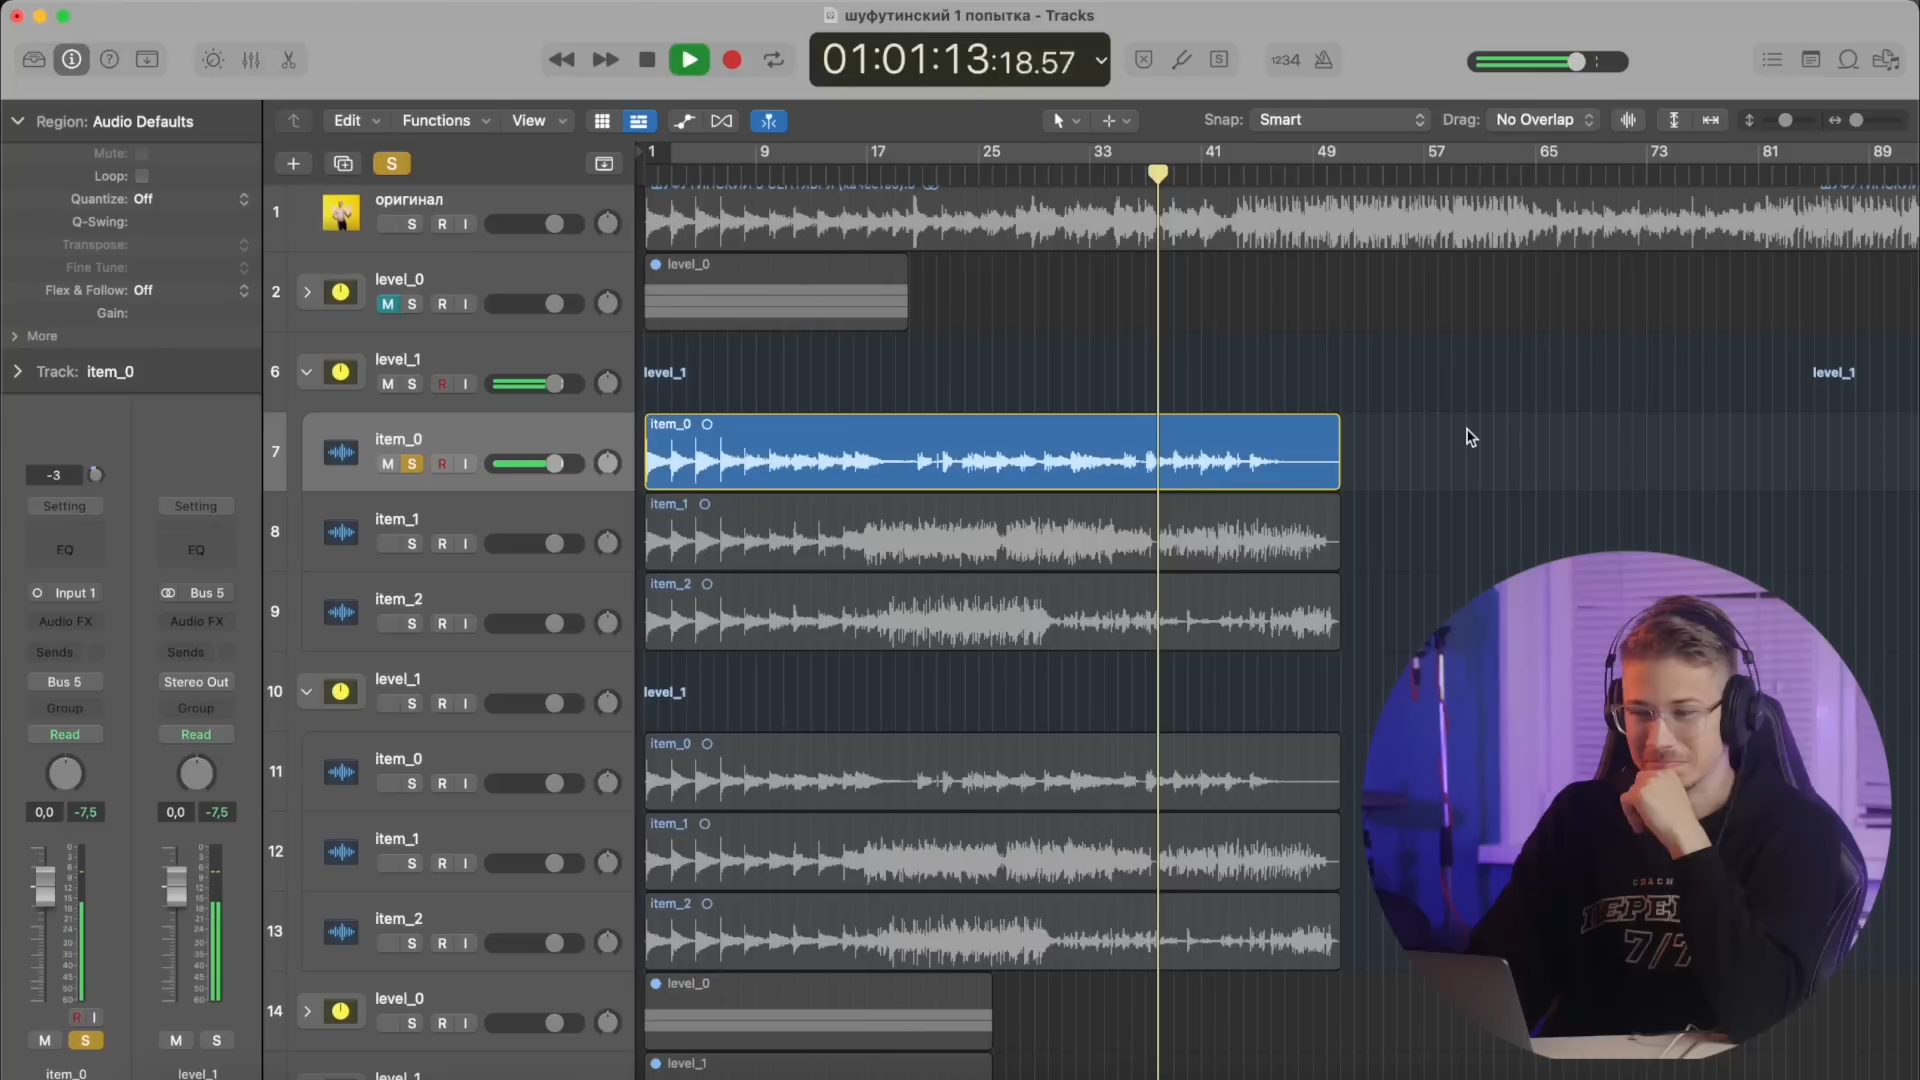 шуфутинский 1 попытка - Tracks
01:01:13:18.57
1234
Region: Audio Defaults
Edit
Functions
View
Snap: Smart
Drag: No Overlap
Mute:
Loop:
Quantize: Off
Q-Swing:
Transpose:
Fine Tune:
Flex & Follow: Off
Gain:
More
Track: item_0
S
1 9 17 25 33 41 49 57 65 73 81 89
1
оригинал
S R I
2
level_0
M S R I
level_0
6
level_1
M S R I
level_1
level_1
7
item_0
M S R I
item_0
8
item_1
S R I
item_1
9
item_2
S R I
item_2
10
level_1
S R I
level_1
11
item_0
S R I
item_0
12
item_1
S R I
item_1
13
item_2
S R I
item_2
14
level_0
S R I
level_0
level_1
level_1
-3
Setting Setting
EQ EQ
Input 1 Bus 5
Audio FX Audio FX
Sends Sends
Bus 5 Stereo Out
Group Group
Read Read
0,0 -7,5 0,0 -7,5
R I
M S M S
item_0 level_1
COACH
7/2